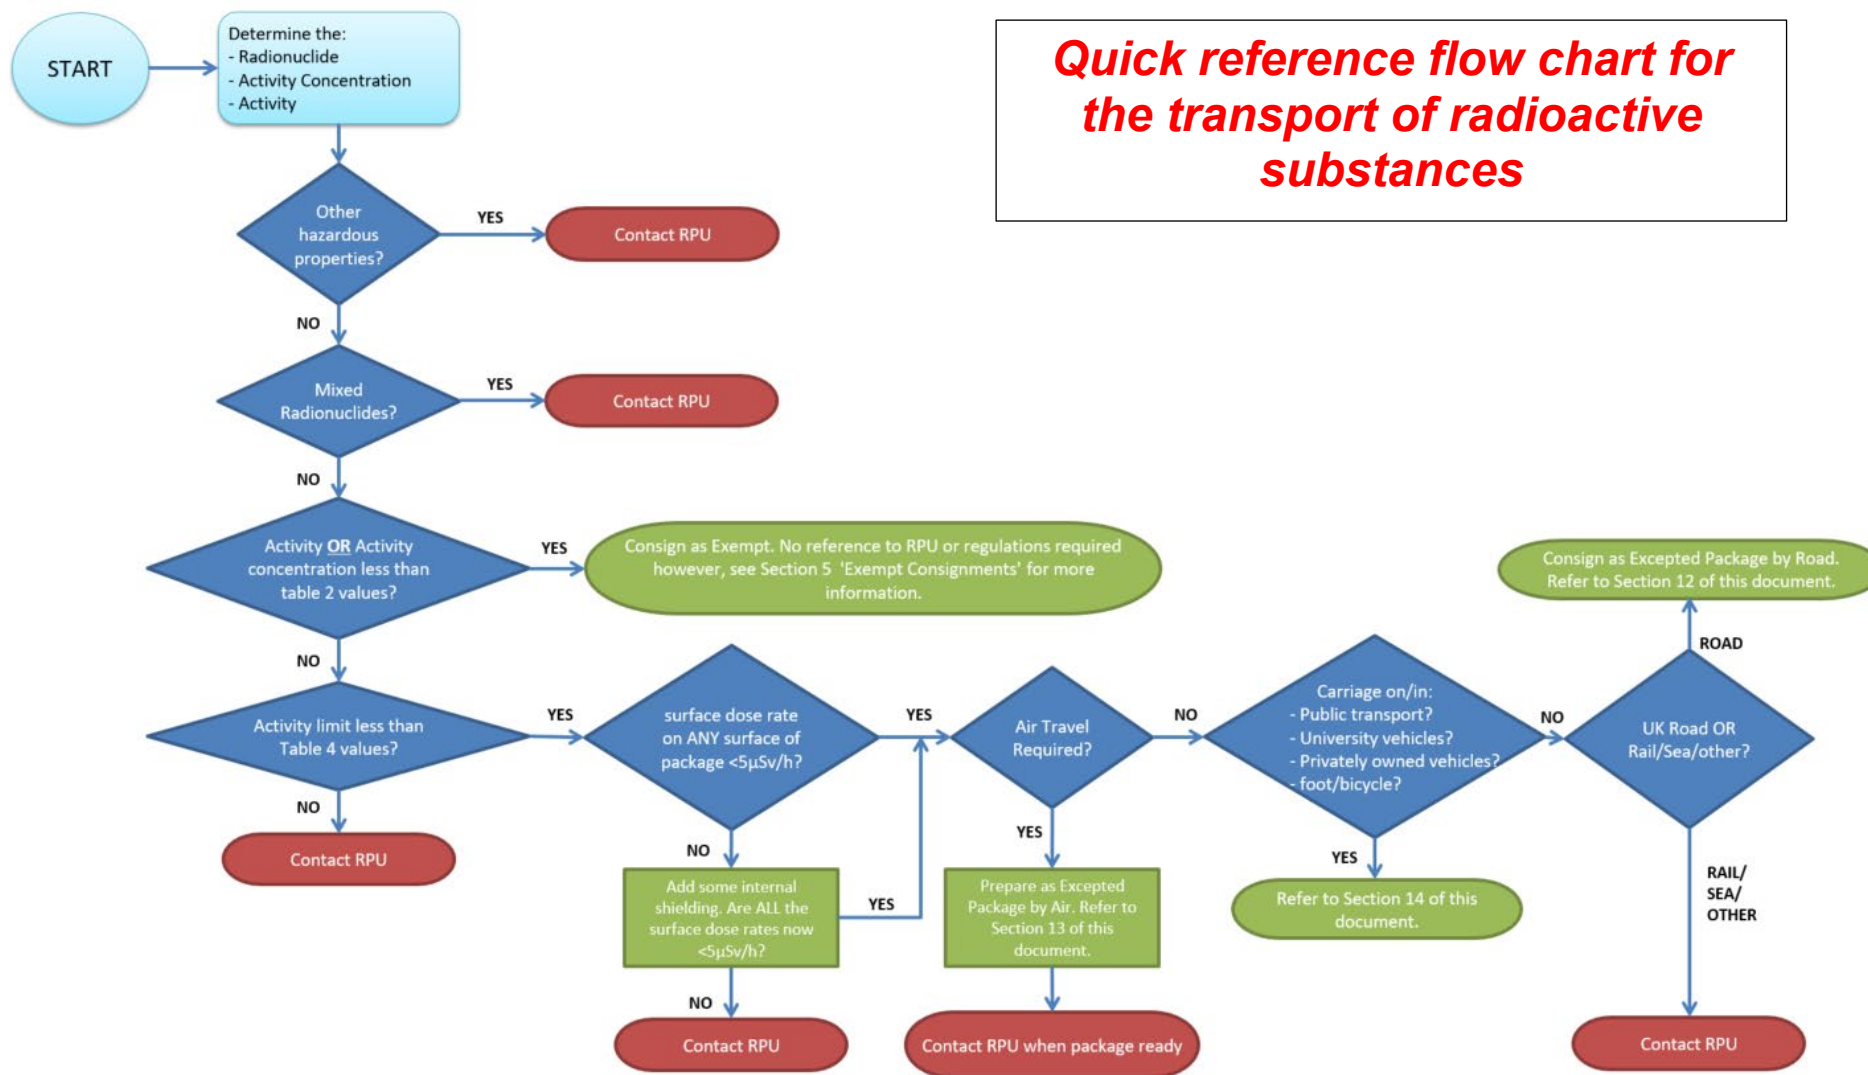 Quick reference flow chart for
the transport of radioactive
substances
START
Determine the:
- Radionuclide
- Activity Concentration
- Activity
Other
hazardous
properties?
YES
Contact RPU
NO
Mixed
Radionuclides?
YES
Contact RPU
NO
Activity OR Activity
concentration less than
table 2 values?
YES
Consign as Exempt. No reference to RPU or regulations required
however, see Section 5 'Exempt Consignments' for more
information.
NO
Activity limit less than
Table 4 values?
NO
Contact RPU
YES
surface dose rate
on ANY surface of
package <5µSv/h?
NO
Add some internal
shielding. Are ALL the
surface dose rates now
<5µSv/h?
YES
NO
Contact RPU
YES
Air Travel
Required?
YES
Prepare as Excepted
Package by Air. Refer to
Section 13 of this
document.
Contact RPU when package ready
NO
Carriage on/in:
- Public transport?
- University vehicles?
- Privately owned vehicles?
- foot/bicycle?
YES
Refer to Section 14 of this
document.
NO
UK Road OR
Rail/Sea/other?
ROAD
Consign as Excepted Package by Road.
Refer to Section 12 of this document.
RAIL/
SEA/
OTHER
Contact RPU